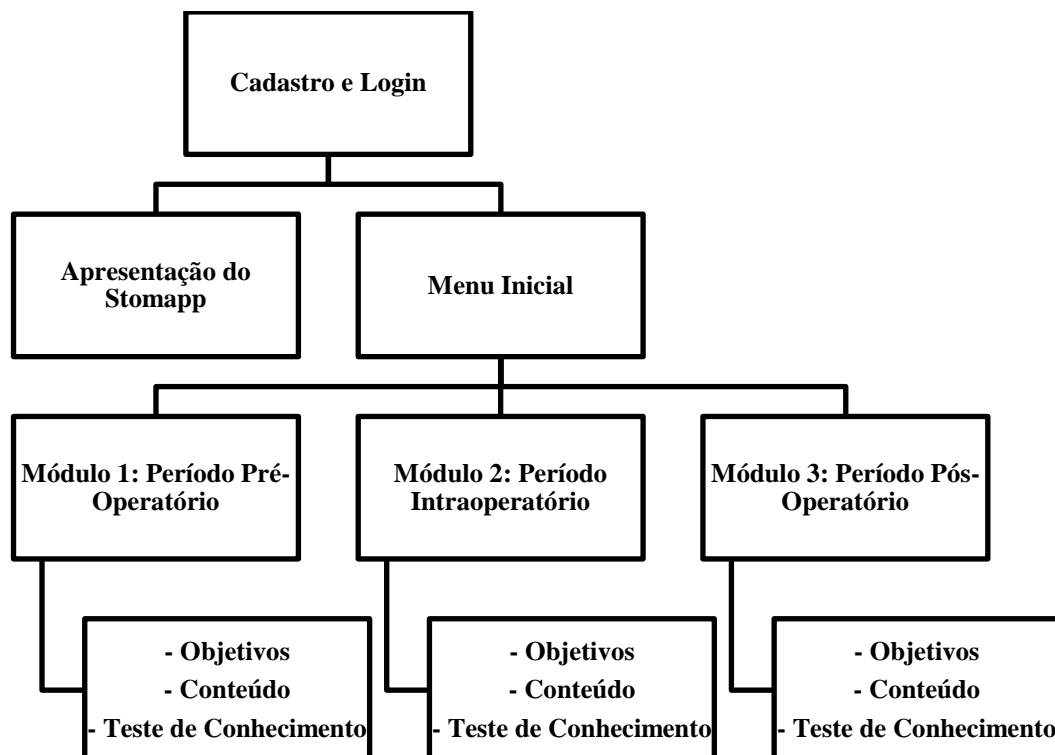 Cadastro e Login
Apresentação do
Stomapp
Menu Inicial
Módulo 1: Período Pré-
Operatório
Módulo 2: Período
Intraoperatório
Módulo 3: Período Pós-
Operatório
- Objetivos
- Conteúdo
- Teste de Conhecimento
- Objetivos
- Conteúdo
- Teste de Conhecimento
- Objetivos
- Conteúdo
- Teste de Conhecimento